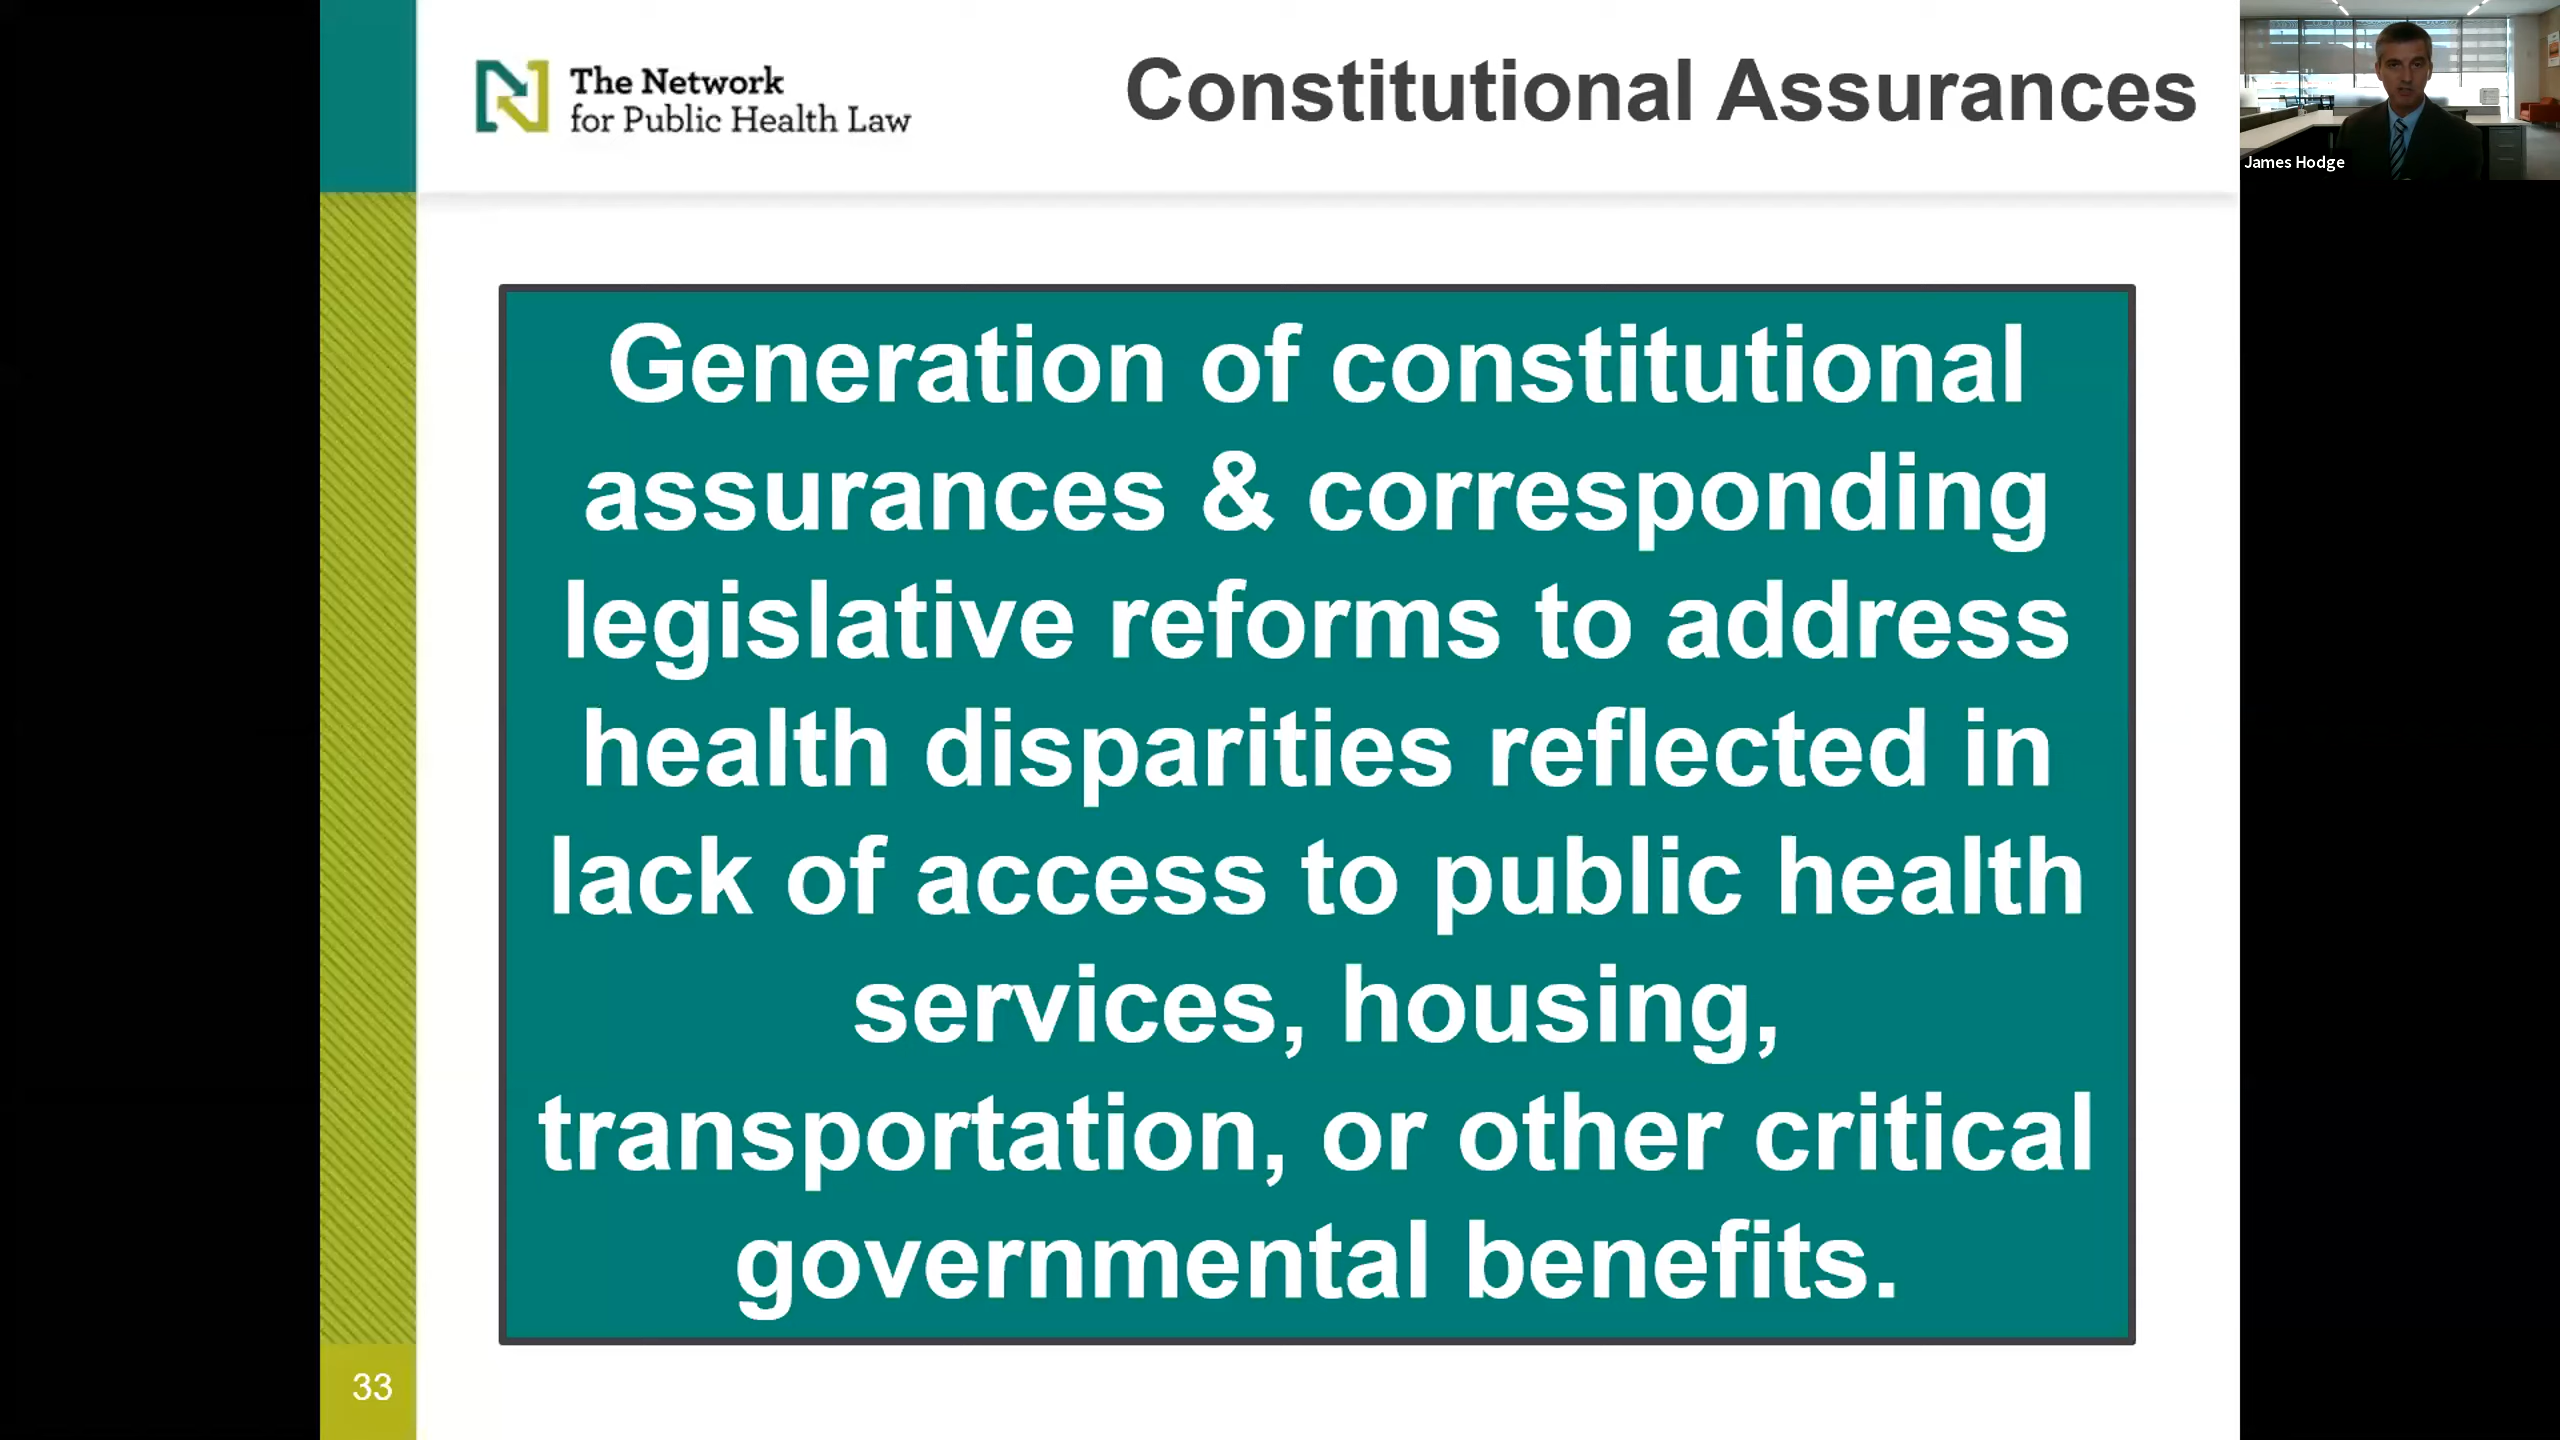 The Network
for Public Health Law
Constitutional Assurances
James Hodge
Generation of constitutional
assurances & corresponding
legislative reforms to address
health disparities reflected in
lack of access to public health
services, housing,
transportation, or other critical
governmental benefits.
33